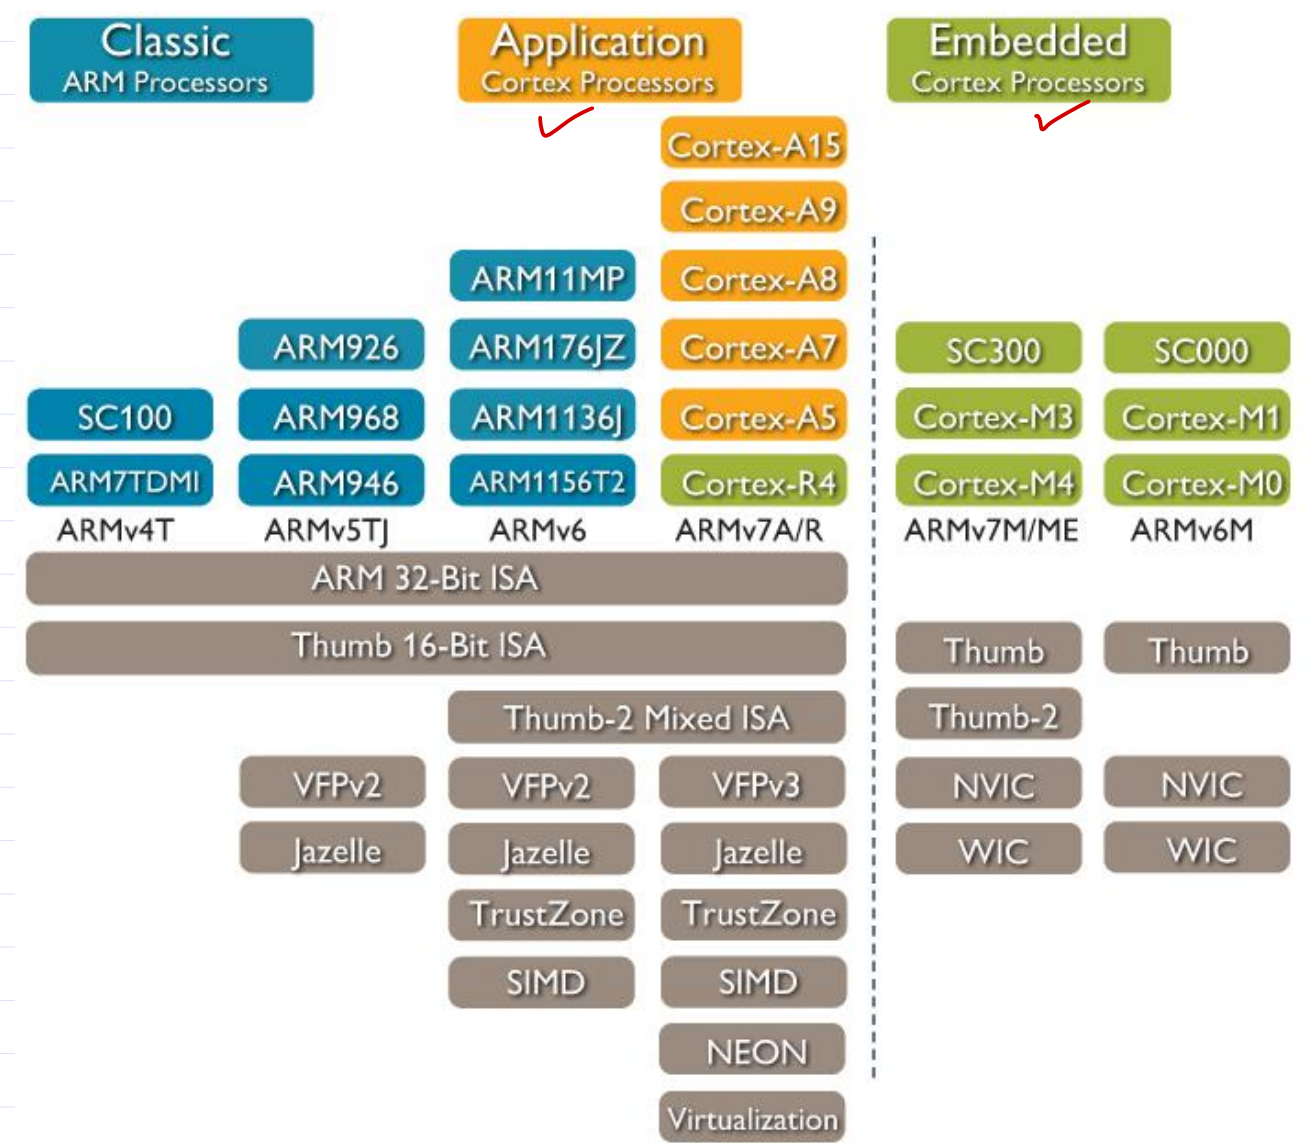 Classic
ARM Processors
Application
Cortex Processors
Embedded
Cortex Processors
Cortex-A15
Cortex-A9
ARM11MP
Cortex-A8
ARM926
ARM176JZ
Cortex-A7
SC300
SC000
SC100
ARM968
ARM1136J
Cortex-A5
Cortex-M3
Cortex-M1
ARM7TDMI
ARM946
ARM1156T2
Cortex-R4
Cortex-M4
Cortex-M0
ARMv4T
ARMv5TJ
ARMv6
ARMv7A/R
ARMv7M/ME
ARMv6M
ARM 32-Bit ISA
Thumb 16-Bit ISA
Thumb
Thumb
Thumb-2 Mixed ISA
Thumb-2
VFPv2
VFPv2
VFPv3
NVIC
NVIC
Jazelle
Jazelle
Jazelle
WIC
WIC
TrustZone
TrustZone
SIMD
SIMD
NEON
Virtualization